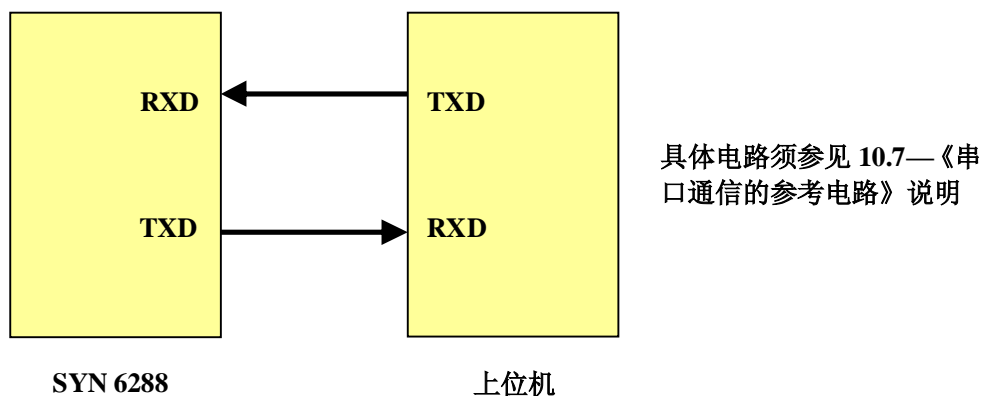 RXD
TXD
TXD
RXD
具体电路须参见 10.7—《串
口通信的参考电路》说明
SYN 6288
上位机